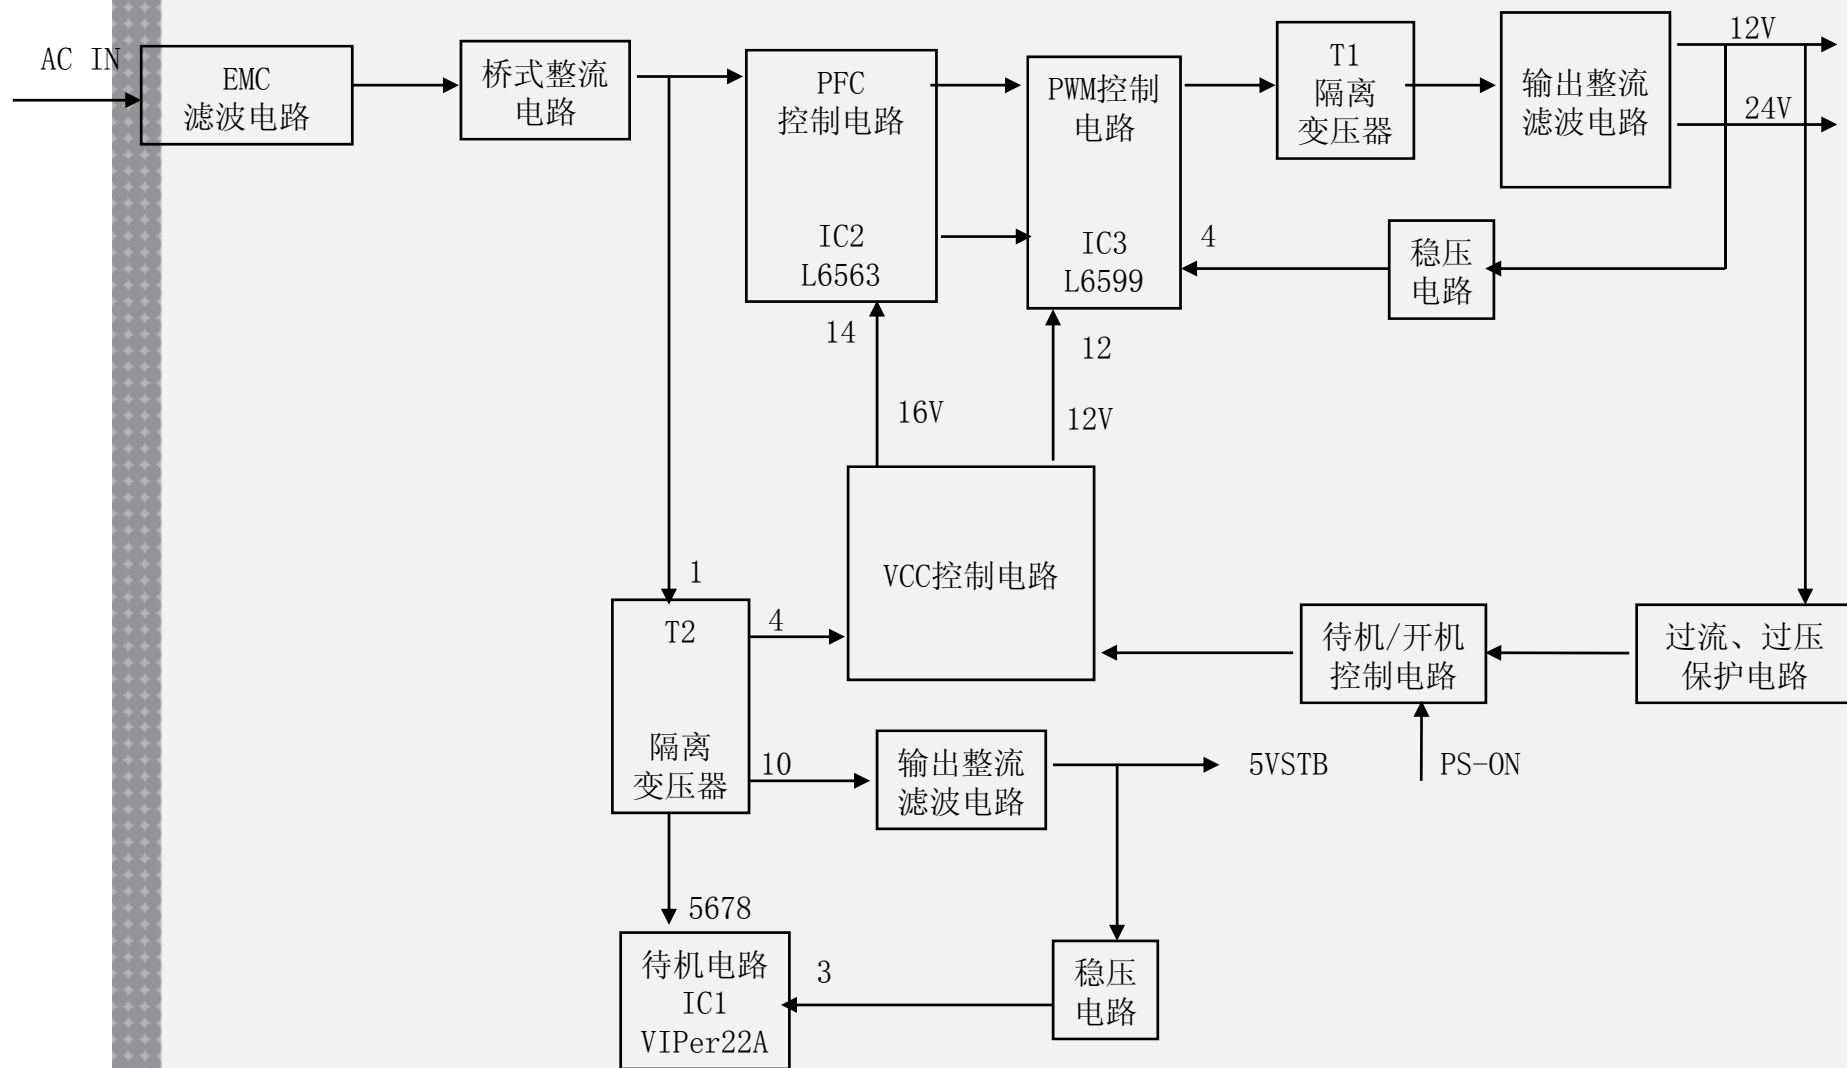 AC IN
EMC
滤波电路
桥式整流
电路
PFC
控制电路
IC2
L6563
PWM控制
电路
IC3
L6599
T1
隔离
变压器
输出整流
滤波电路
12V
24V
4
稳压
电路
14
12
16V
12V
VCC控制电路
1
T2
隔离
变压器
4
10
待机/开机
控制电路
过流、过压
保护电路
输出整流
滤波电路
5VSTB
PS-ON
5678
待机电路
IC1
VIPer22A
3
稳压
电路